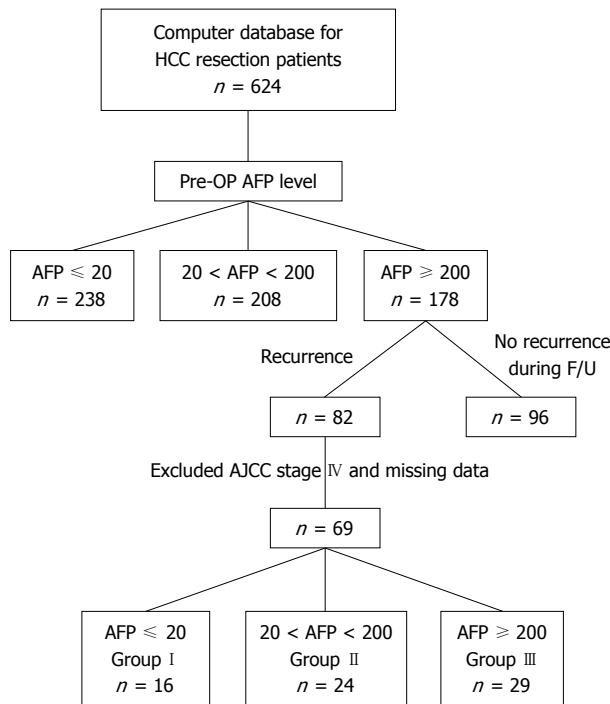 Computer database for
HCC resection patients
n = 624
Pre-OP AFP level
AFP ≤ 20
n = 238
20 < AFP < 200
n = 208
AFP ≥ 200
n = 178
Recurrence
No recurrence
during F/U
n = 82
n = 96
Excluded AJCC stage Ⅳ and missing data
n = 69
AFP ≤ 20
Group Ⅰ
n = 16
20 < AFP < 200
Group Ⅱ
n = 24
AFP ≥ 200
Group Ⅲ
n = 29